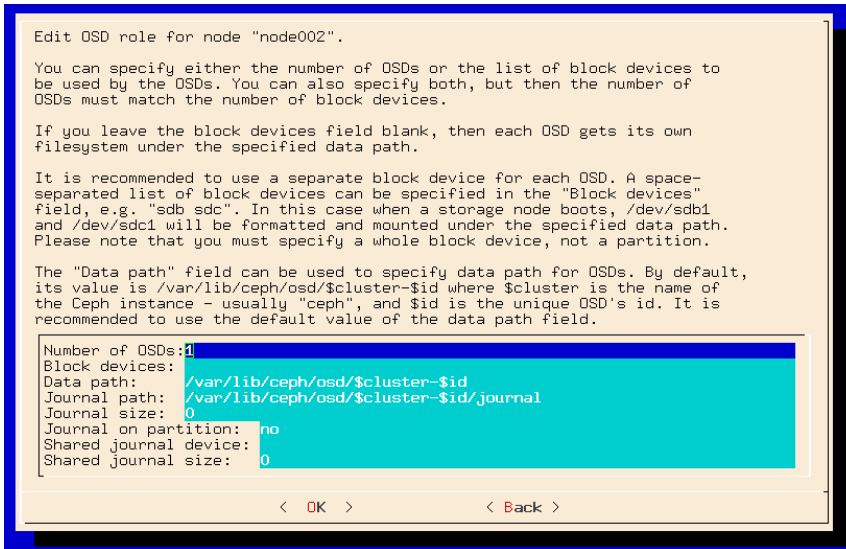 Edit OSD role for node "node002".
You can specify either the number of OSDs or the list of block devices to
be used by the OSDs. You can also specify both, but then the number of
OSDs must match the number of block devices.
If you leave the block devices field blank, then each OSD gets its own
filesystem under the specified data path.
It is recommended to use a separate block device for each OSD. A space-
separated list of block devices can be specified in the "Block devices"
field, e.g. "sdb sdc". In this case when a storage node boots, /dev/sdb1
and /dev/sdc1 will be formatted and mounted under the specified data path.
Please note that you must specify a whole block device, not a partition.
The "Data path" field can be used to specify data path for OSDs. By default,
its value is /var/lib/ceph/osd/$cluster-$id where $cluster is the name of
the Ceph instance - usually "ceph", and $id is the unique OSD's id. It is
recommended to use the default value of the data path field.
Number of OSDs:1
Block devices:
Data path: /var/lib/ceph/osd/$cluster-$id
Journal path: /var/lib/ceph/osd/$cluster-$id/journal
Journal size: 0
Journal on partition: no
Shared journal device:
Shared journal size: 0
< OK > < Back >